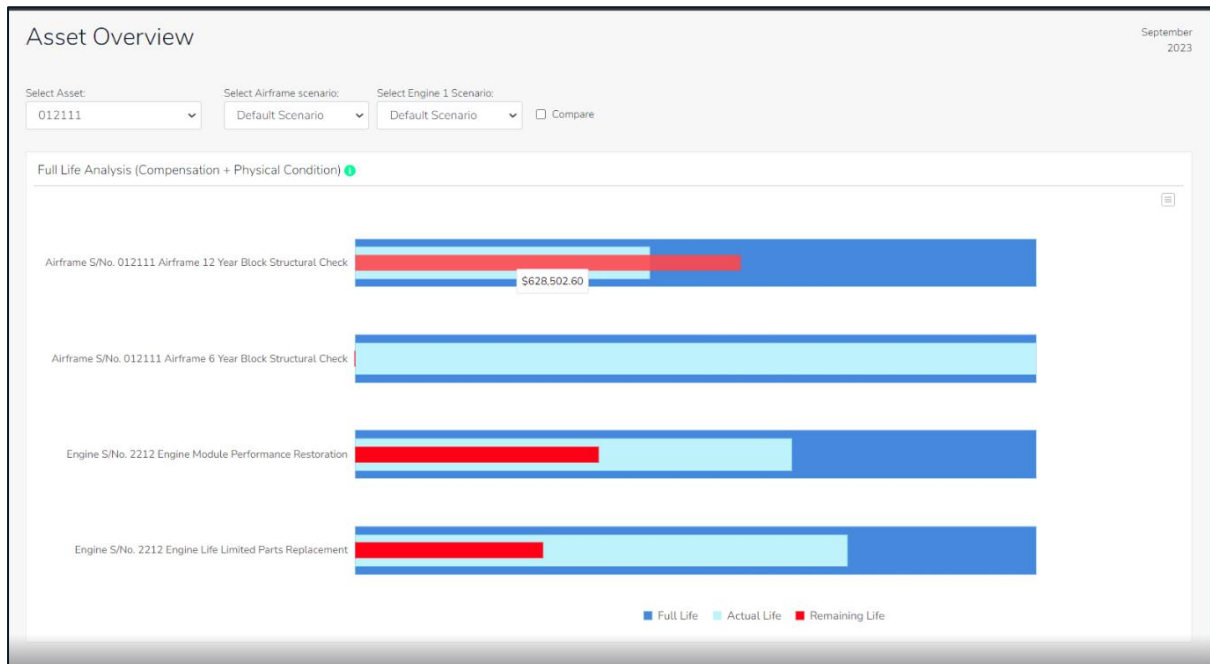 Asset Overview
September
2023
Select Asset:
Select Airframe scenario:
Select Engine 1 Scenario:
012111
Default Scenario
Default Scenario
Compare
Full Life Analysis (Compensation + Physical Condition)
Airframe S/No. 012111 Airframe 12 Year Block Structural Check
$628,502.60
Airframe S/No. 012111 Airframe 6 Year Block Structural Check
Engine S/No. 2212 Engine Module Performance Restoration
Engine S/No. 2212 Engine Life Limited Parts Replacement
Full Life
Actual Life
Remaining Life